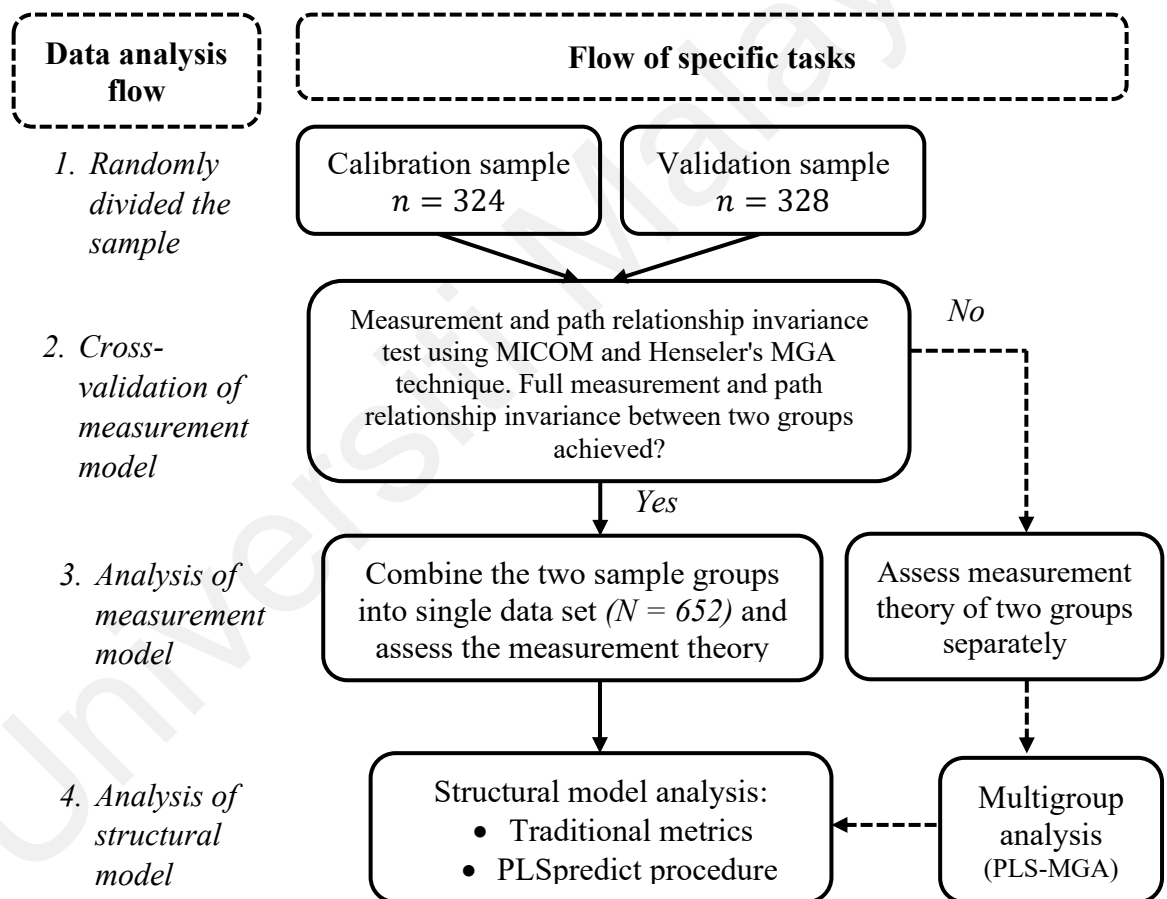 Data analysis
flow
Flow of specific tasks
1. Randomly
divided the
sample
Calibration sample
n = 324
Validation sample
n = 328
2. Cross-
validation of
measurement
model
Measurement and path relationship invariance
test using MICOM and Henseler's MGA
technique. Full measurement and path
relationship invariance between two groups
achieved?
No
Yes
3. Analysis of
measurement
model
Combine the two sample groups
into single data set (N = 652) and
assess the measurement theory
Assess measurement
theory of two groups
separately
4. Analysis of
structural
model
Structural model analysis:
• Traditional metrics
• PLSpredict procedure
Multigroup
analysis
(PLS-MGA)
Universiti Malay